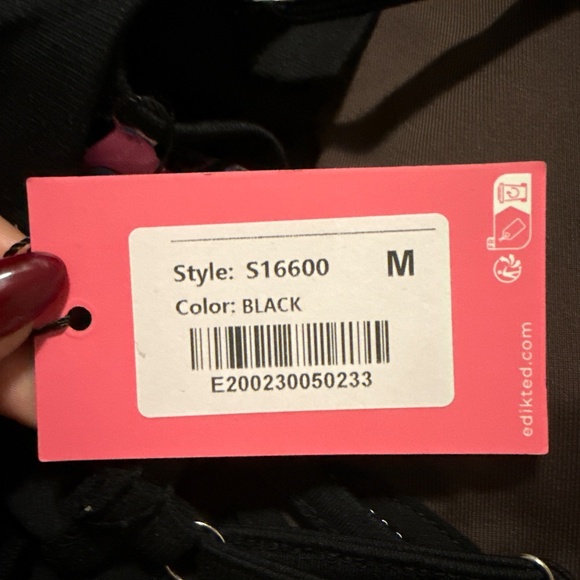 Style: S16600 M
Color: BLACK
E200230050233
edikted.com